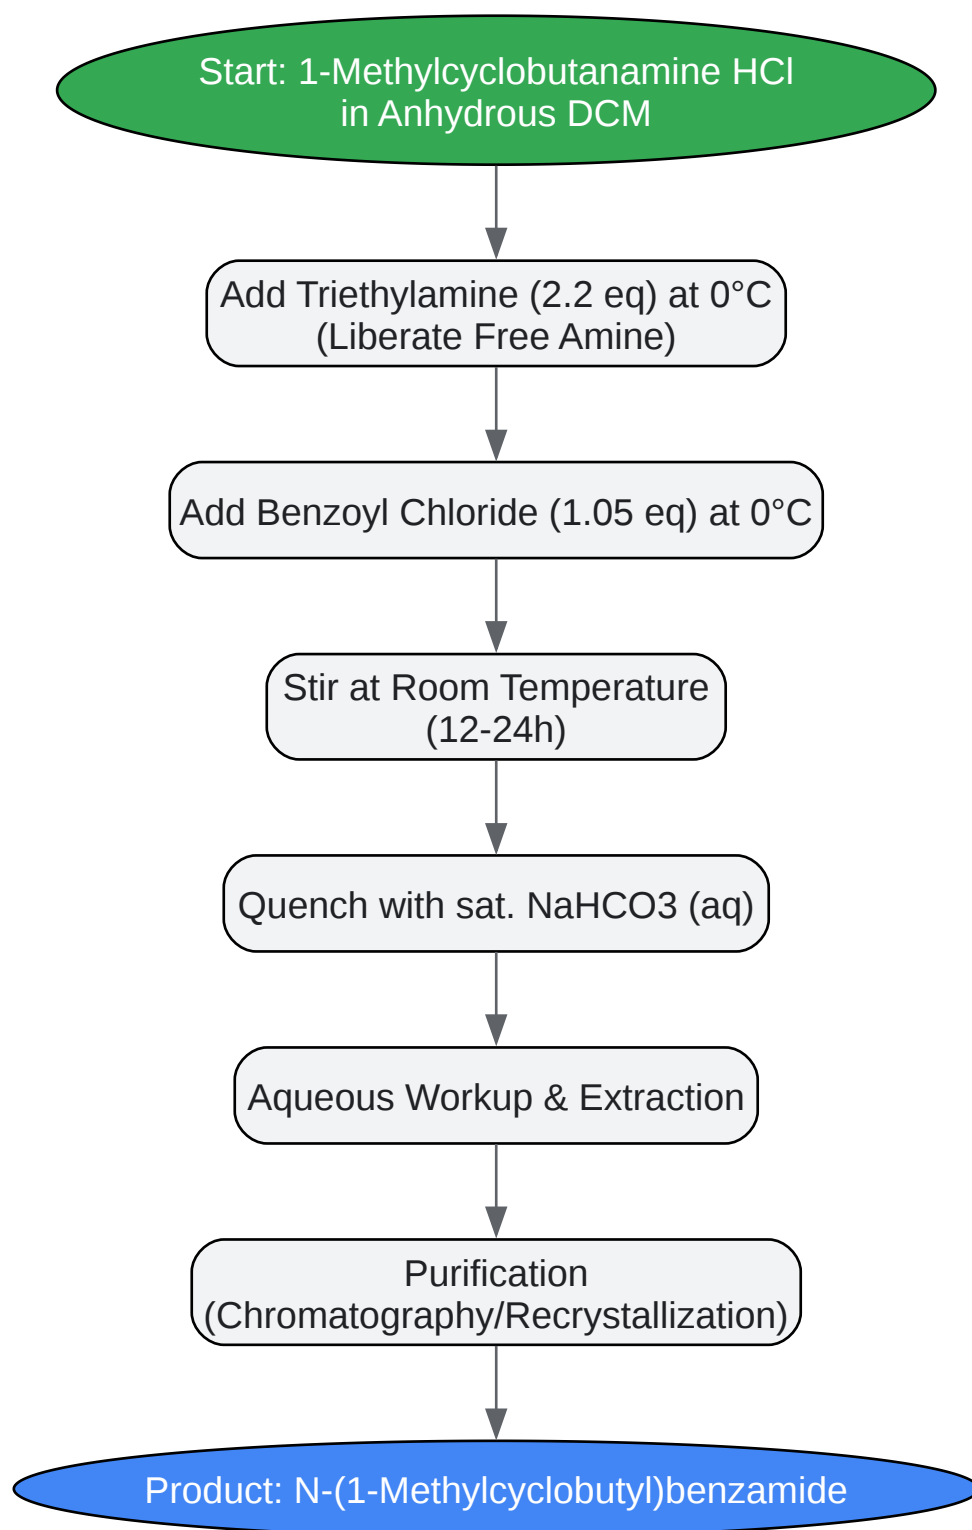 Start: 1-Methylcyclobutanamine HCl
in Anhydrous DCM
Add Triethylamine (2.2 eq) at 0°C
(Liberate Free Amine)
Add Benzoyl Chloride (1.05 eq) at 0°C
Stir at Room Temperature
(12-24h)
Quench with sat. NaHCO3 (aq)
Aqueous Workup & Extraction
Purification
(Chromatography/Recrystallization)
Product: N-(1-Methylcyclobutyl)benzamide